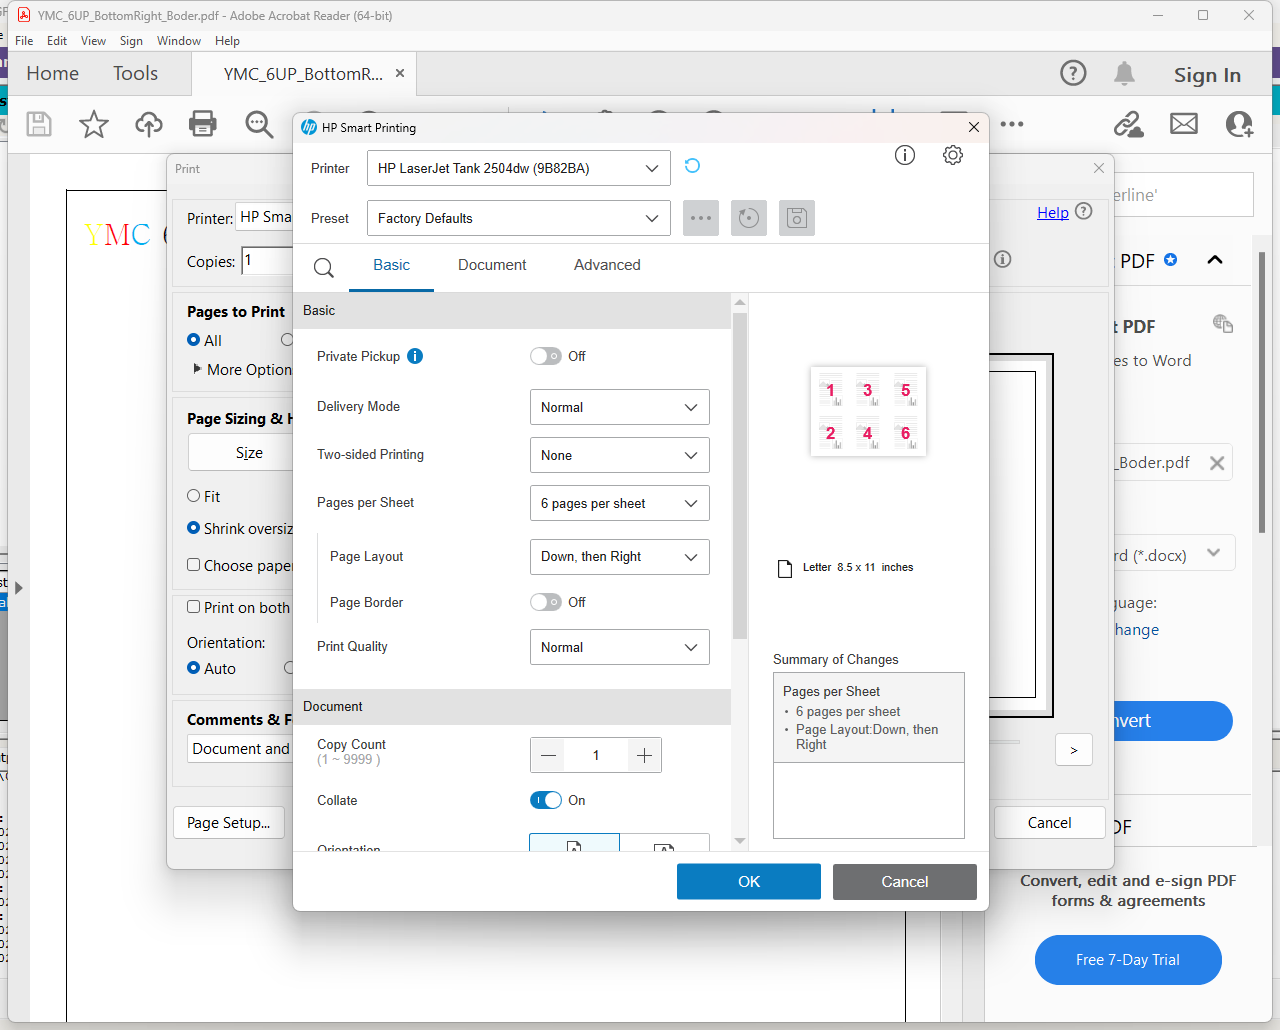 YMC_6UP_BottomRight_Boder.pdf - Adobe Acrobat Reader (64-bit)
File Edit View Sign Window Help
Home Tools YMC_6UP_BottomR... × Sign In
HP Smart Printing
Print
Printer HP LaserJet Tank 2504dw (9B82BA)
erline'
Preset Factory Defaults
Printer: HP Sma
Help
YMC 6
Copies: 1
PDF
Basic Document Advanced
Basic
Pages to Print
t PDF
All
Private Pickup Off
es to Word
More Option
1 3 5
2 4 6
Delivery Mode Normal
Page Sizing & H
Size
Two-sided Printing None
_Boder.pdf
Fit
Pages per Sheet 6 pages per sheet
Shrink oversiz
Page Layout Down, then Right
rd (*.docx)
Choose pape
Letter 8.5 x 11 inches
Print on both
Page Border Off
guage:
hange
Orientation:
Print Quality Normal
Auto
Summary of Changes
Pages per Sheet
• 6 pages per sheet
• Page Layout:Down, then
Right
Document
Comments & F
nvert
Document and
Copy Count
(1 ~ 9999 )
1
>
Collate On
Page Setup...
Cancel
DF
Orientation
OK Cancel
Convert, edit and e-sign PDF
forms & agreements
Free 7-Day Trial